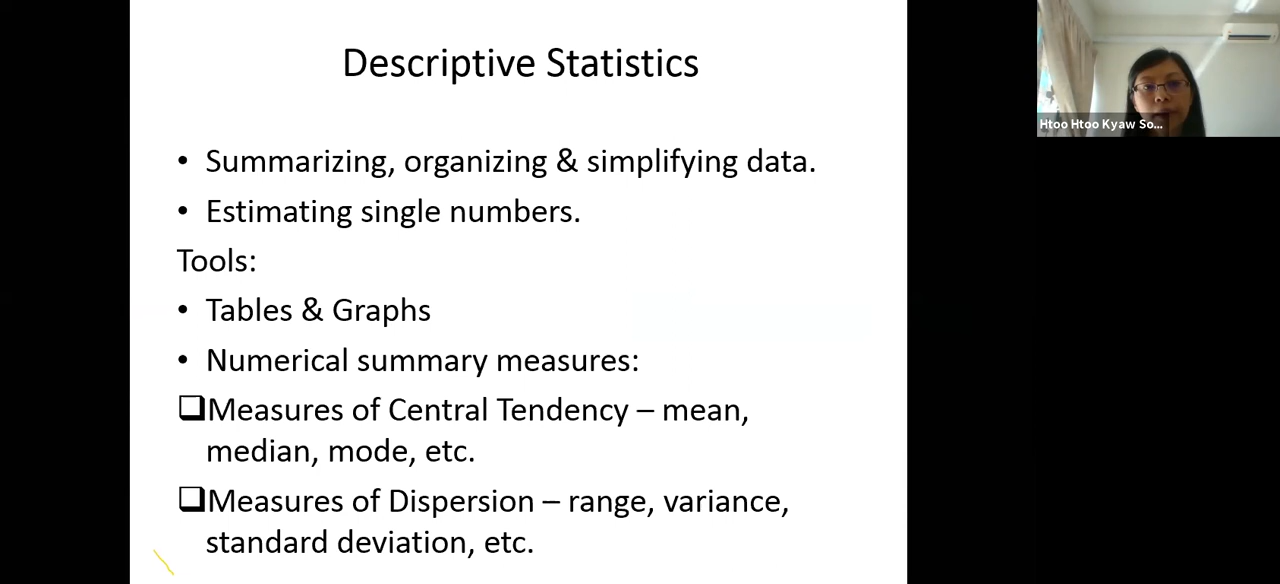 Descriptive Statistics
• Summarizing, organizing & simplifying data.
• Estimating single numbers.
Tools:
• Tables & Graphs
• Numerical summary measures:
❑Measures of Central Tendency – mean,
median, mode, etc.
❑Measures of Dispersion – range, variance,
standard deviation, etc.
Htoo Htoo Kyaw So...